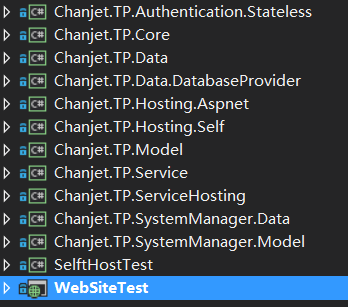 Chanjet.TP.Authentication.Stateless
Chanjet.TP.Core
Chanjet.TP.Data
Chanjet.TP.Data.DatabaseProvider
Chanjet.TP.Hosting.Aspnet
Chanjet.TP.Hosting.Self
Chanjet.TP.Model
Chanjet.TP.Service
Chanjet.TP.ServiceHosting
Chanjet.TP.SystemManager.Data
Chanjet.TP.SystemManager.Model
SelftHostTest
WebSiteTest